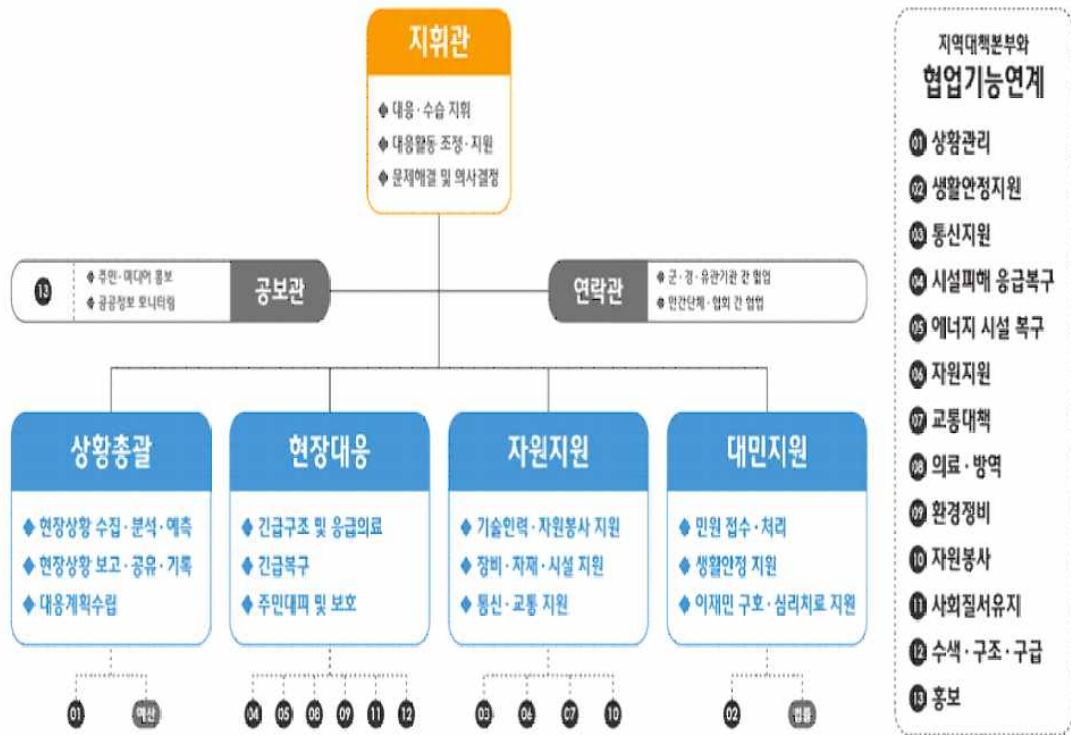 지휘관
◆ 대응·수습 지휘
◆ 대응활동 조정·지원
◆ 문제해결 및 의사결정
13
◆ 주민·미디어 홍보
◆ 공공정보 모니터링
공보관
연락관
◆ 군·경·유관기관 간 협업
◆ 민간단체·협회 간 협업
상황총괄
◆ 현장상황 수집·분석·예측
◆ 현장상황 보고·공유·기록
◆ 대응계획수립
01 예산
현장대응
◆ 긴급구조 및 응급의료
◆ 긴급복구
◆ 주민대피 및 보호
04 05 08 09 11 12
자원지원
◆ 기술인력·자원봉사 지원
◆ 장비·자재·시설 지원
◆ 통신·교통 지원
03 06 07 10
대민지원
◆ 민원 접수·처리
◆ 생활안정 지원
◆ 이재민 구호·심리치료 지원
02 법률
지역대책본부와
협업기능연계
01 상황관리
02 생활안정지원
03 통신지원
04 시설피해 응급복구
05 에너지 시설 복구
06 자원지원
07 교통대책
08 의료·방역
09 환경정비
10 자원봉사
11 사회질서유지
12 수색·구조·구급
13 홍보